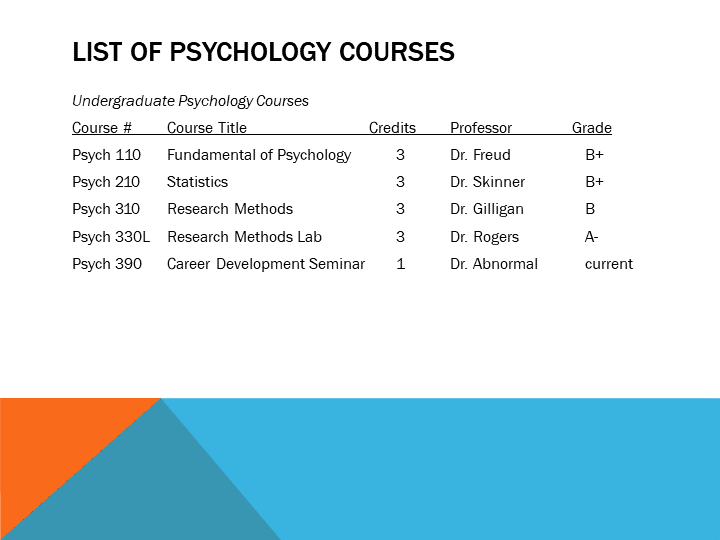 LIST OF PSYCHOLOGY COURSES
Undergraduate Psychology Courses
Course # Course Title Credits Professor Grade
Psych 110 Fundamental of Psychology 3 Dr. Freud B+
Psych 210 Statistics 3 Dr. Skinner B+
Psych 310 Research Methods 3 Dr. Gilligan B
Psych 330L Research Methods Lab 3 Dr. Rogers A-
Psych 390 Career Development Seminar 1 Dr. Abnormal current